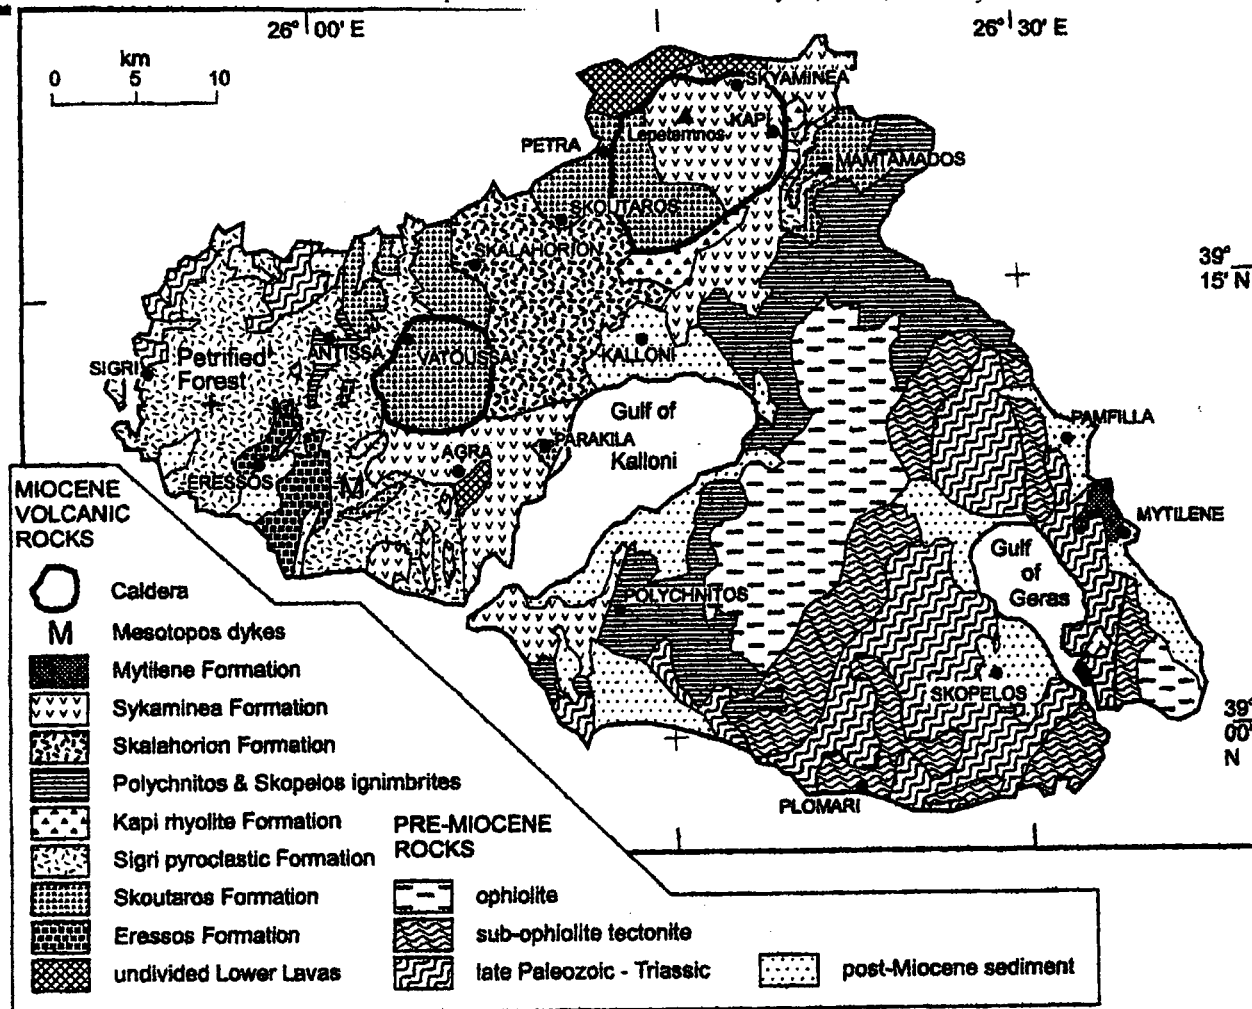 26° 00' E
26° 30' E
km
0 5 10
SKYAMINEA
Lepetemnos
KAPI
PETRA
MAMTAMADOS
SKOUTAROS
SKALAHORION
39°
15' N
SIGRI
Petrified
Forest
ANTISSA
VATOUSSA
KALLONI
Gulf of
Kalloni
PAMFILLA
PARAKILA
AGRA
ERESSOS
M
MYTILENE
Gulf
of
Geras
POLYCHNITOS
SKOPELOS
39°
00'
N
PLOMARI
MIOCENE
VOLCANIC
ROCKS
Caldera
M Mesotopos dykes
Mytilene Formation
Sykaminea Formation
Skalahorion Formation
Polychnitos & Skopelos ignimbrites
Kapi rhyolite Formation
Sigri pyroclastic Formation
Skoutaros Formation
Eressos Formation
undivided Lower Lavas
PRE-MIOCENE
ROCKS
ophiolite
sub-ophiolite tectonite
late Paleozoic - Triassic
post-Miocene sediment